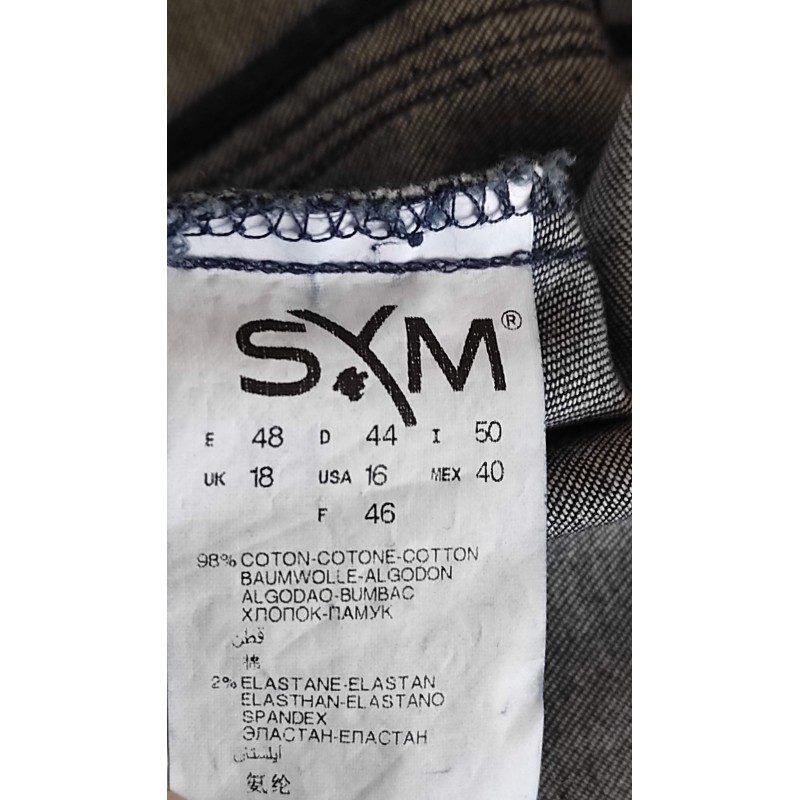 SYM®
E 48 D 44 I 50
UK 18 USA 16 MEX 40
F 46
98% COTON-COTONE-COTTON
BAUMWOLLE-ALGODON
ALGODAO-BUMBAC
ХЛОПОК-ПАМУК
قطن
棉
2% ELASTANE-ELASTAN
ELASTHAN-ELASTANO
SPANDEX
ЭЛАСТАН-ЕЛАСТАН
ايلستين
氨纶